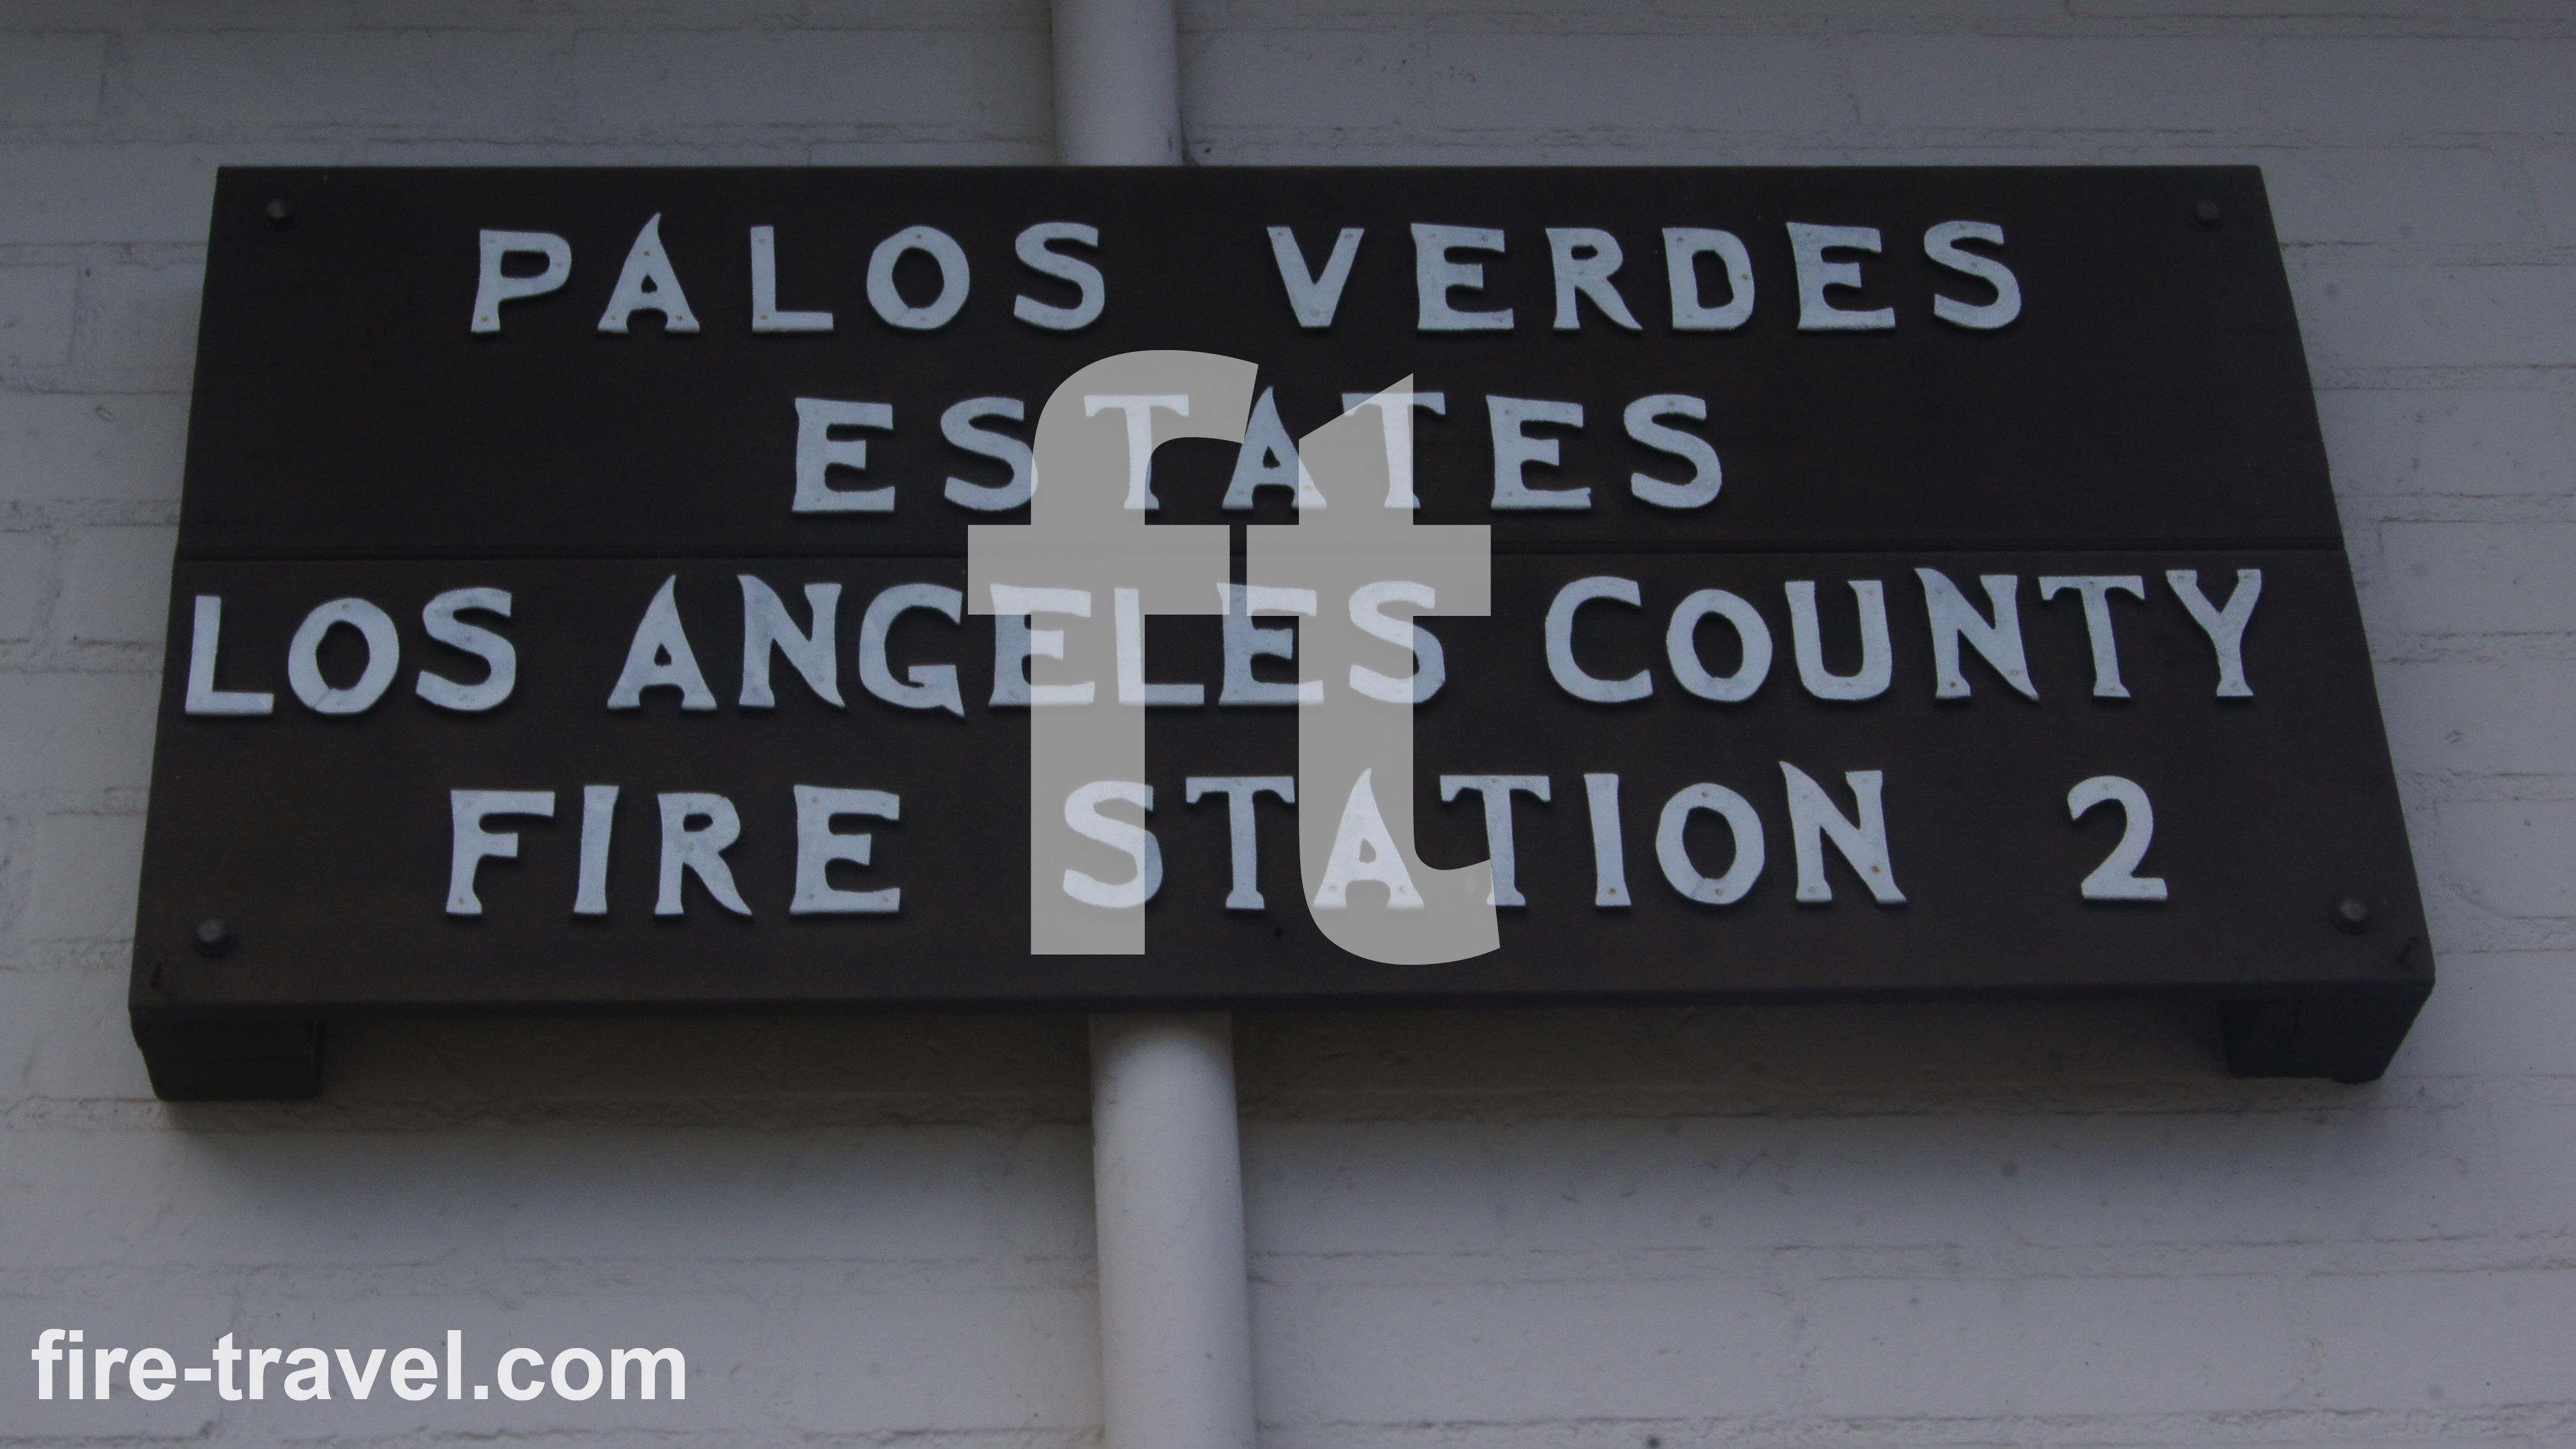 PALOS VERDES
ESTATES
ft
LOS ANGELES COUNTY
FIRE STATION 2
fire-travel.com